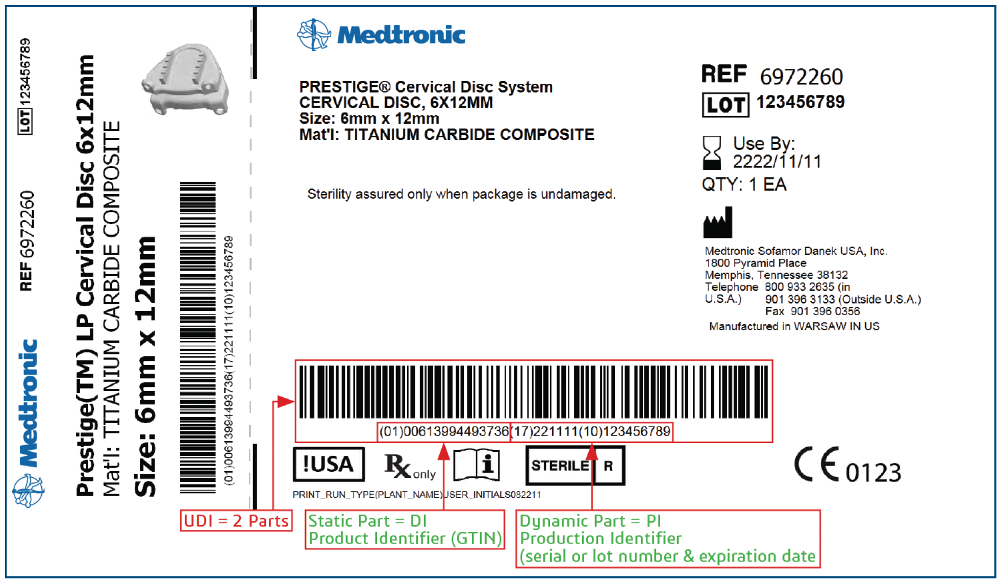 LOT 123456789
REF 6972260
Medtronic
Prestige(TM) LP Cervical Disc 6x12mm
Mat'l: TITANIUM CARBIDE COMPOSITE
Size: 6mm x 12mm
(01)00613994493736(17)221111(10)123456789
Medtronic
PRESTIGE® Cervical Disc System
CERVICAL DISC, 6X12MM
Size: 6mm x 12mm
Mat'l: TITANIUM CARBIDE COMPOSITE
Sterility assured only when package is undamaged.
REF 6972260
LOT 123456789
Use By:
2222/11/11
QTY: 1 EA
Medtronic Sofamor Danek USA, Inc.
1800 Pyramid Place
Memphis, Tennessee 38132
Telephone 800 933 2635 (in
U.S.A.) 901 396 3133 (Outside U.S.A.)
Fax 901 396 0356
Manufactured in WARSAW IN US
(01)00613994493736(17)221111(10)123456789
!USA
Rx only
i
STERILE R
CE 0123
PRINT_RUN_TYPE(PLANT_NAME)USER_INITIALS082211
UDI = 2 Parts
Static Part = DI
Product Identifier (GTIN)
Dynamic Part = PI
Production Identifier
(serial or lot number & expiration date